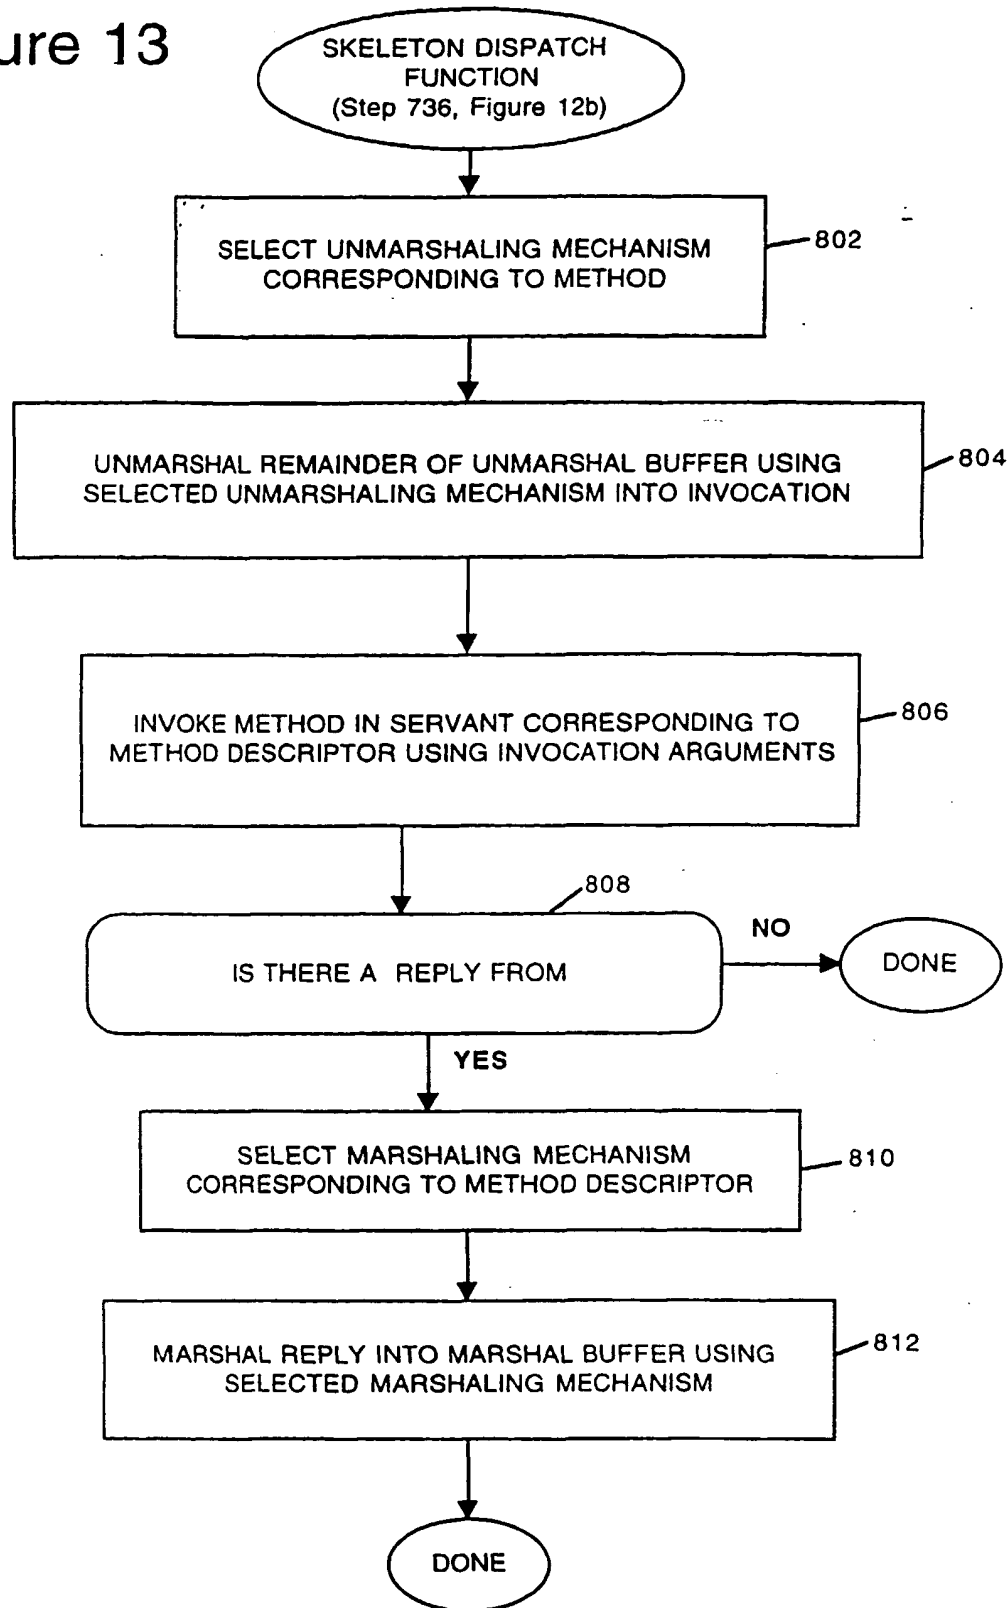 ure 13
SKELETON DISPATCH
FUNCTION
(Step 736, Figure 12b)
SELECT UNMARSHALING MECHANISM
CORRESPONDING TO METHOD
802
UNMARSHAL REMAINDER OF UNMARSHAL BUFFER USING
SELECTED UNMARSHALING MECHANISM INTO INVOCATION
804
INVOKE METHOD IN SERVANT CORRESPONDING TO
METHOD DESCRIPTOR USING INVOCATION ARGUMENTS
806
808
IS THERE A REPLY FROM
NO
DONE
YES
SELECT MARSHALING MECHANISM
CORRESPONDING TO METHOD DESCRIPTOR
810
MARSHAL REPLY INTO MARSHAL BUFFER USING
SELECTED MARSHALING MECHANISM
812
DONE